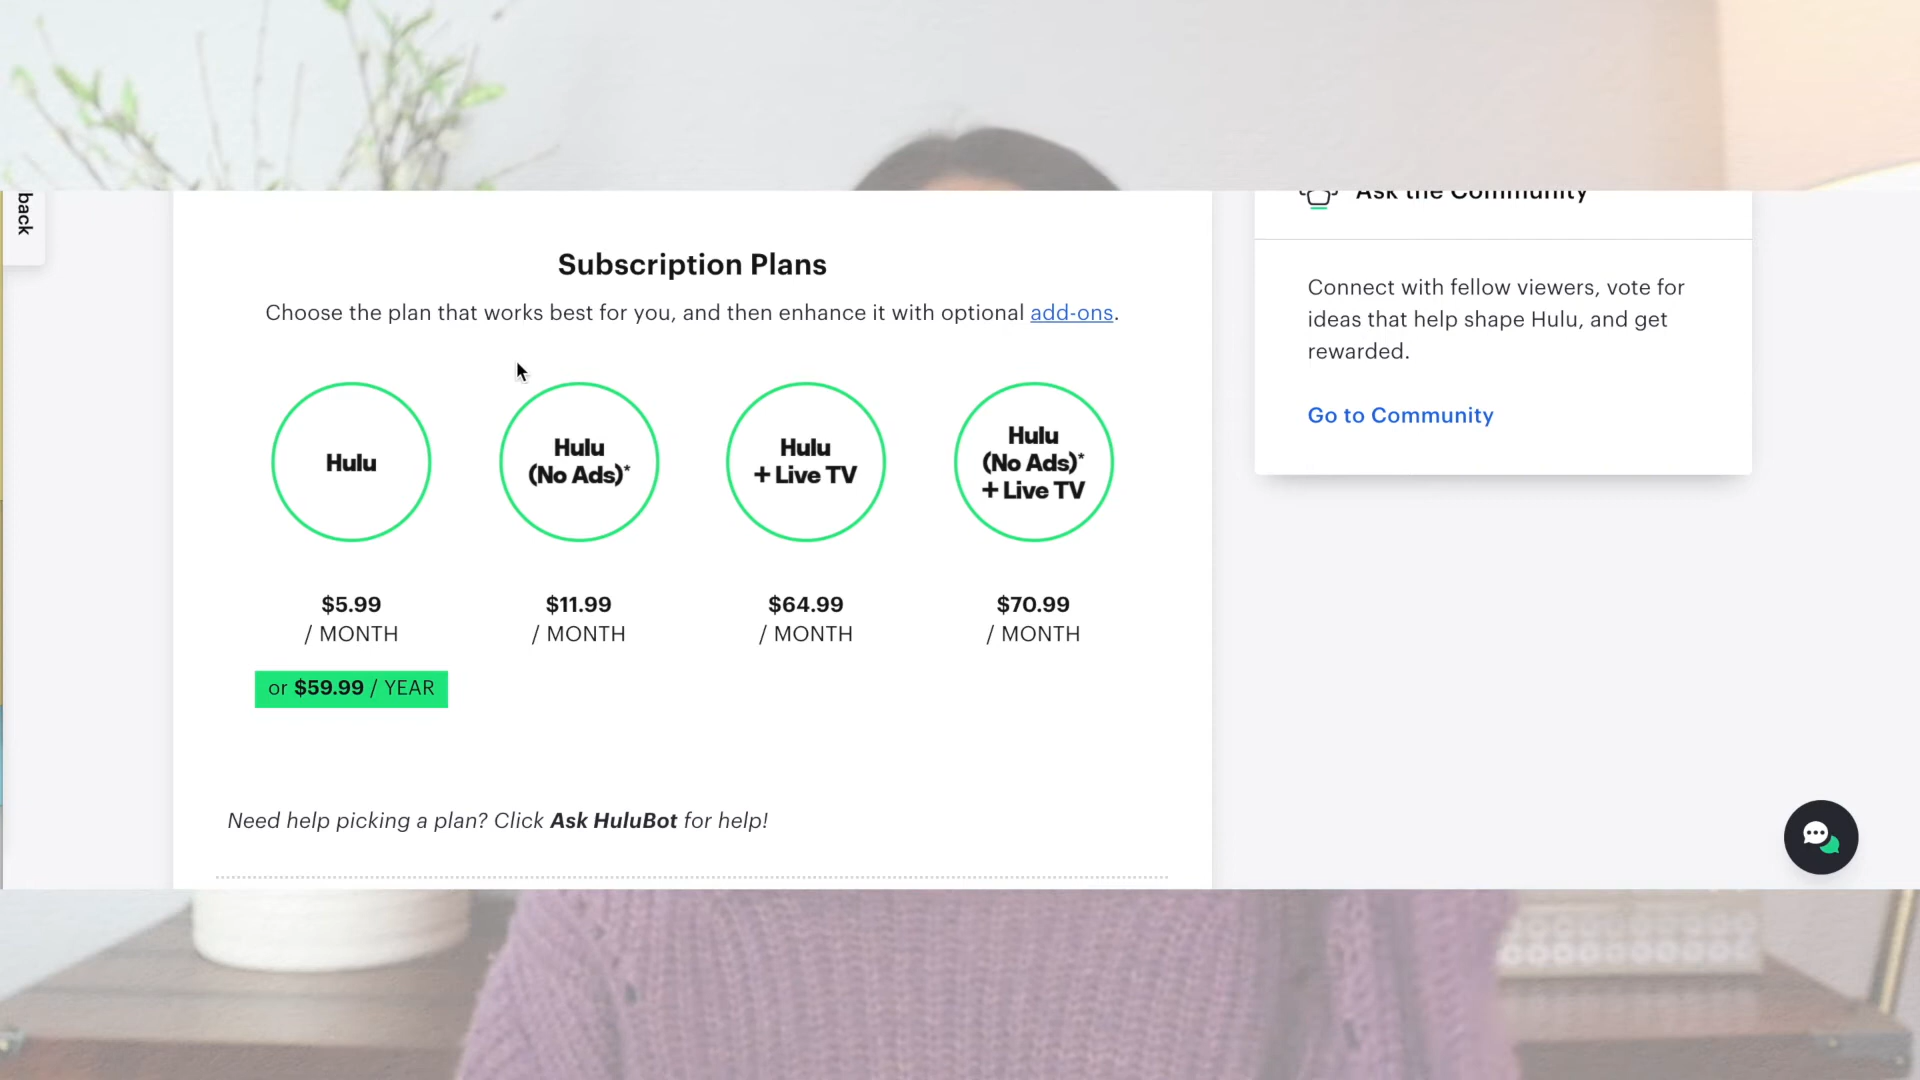 back
Subscription Plans
Choose the plan that works best for you, and then enhance it with optional add-ons.
Hulu
Hulu
(No Ads)*
Hulu
+ Live TV
Hulu
(No Ads)*
+ Live TV
$5.99
/ MONTH
$11.99
/ MONTH
$64.99
/ MONTH
$70.99
/ MONTH
or $59.99 / YEAR
Need help picking a plan? Click Ask HuluBot for help!
Ask the Community
Connect with fellow viewers, vote for
ideas that help shape Hulu, and get
rewarded.
Go to Community